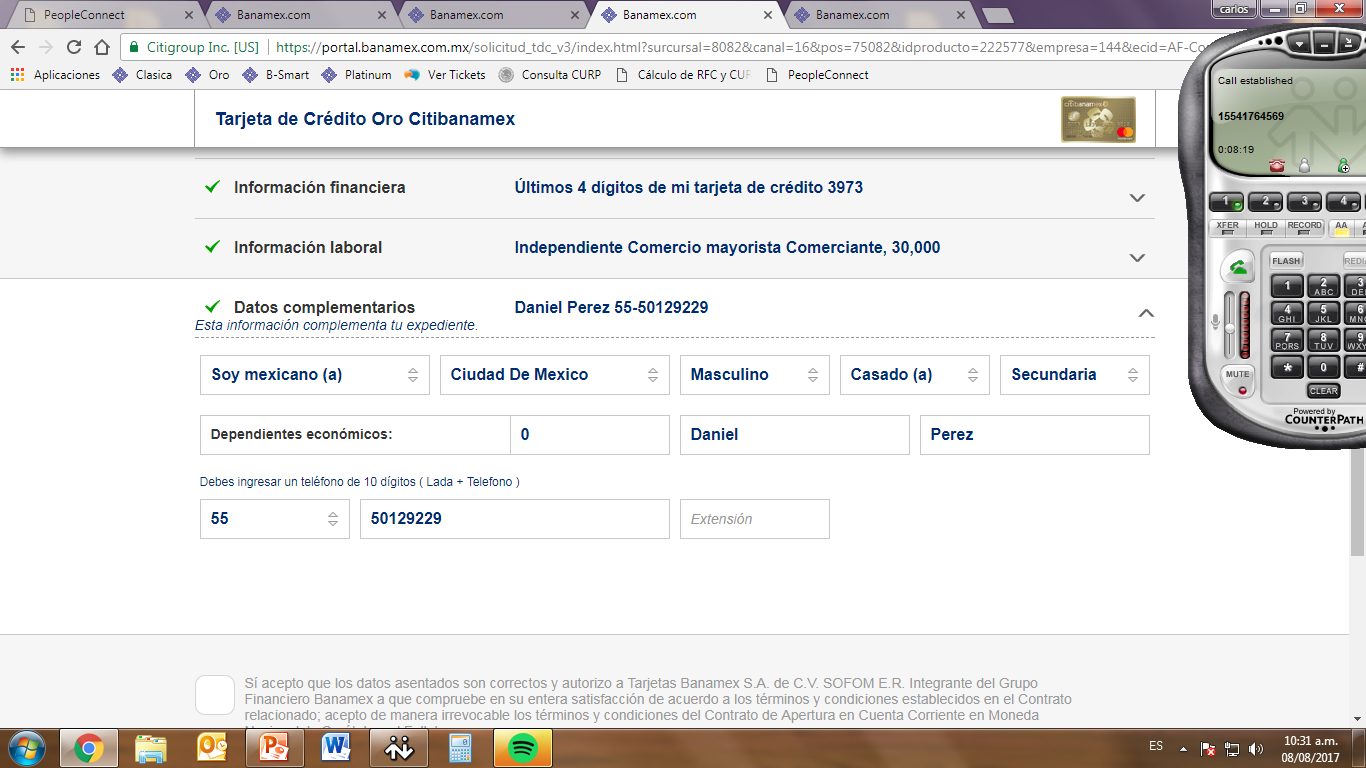 PeopleConnect
Banamex.com
Banamex.com
Banamex.com
Banamex.com
carlos
Citigroup Inc. [US]
https://portal.banamex.com.mx/solicitud_tdc_v3/index.html?surcursal=8082&canal=16&pos=75082&idproducto=222577&empresa=144&ecid=AF-Co
Aplicaciones
Clasica
Oro
B-Smart
Platinum
Ver Tickets
Consulta CURP
Cálculo de RFC y CUR
PeopleConnect
Tarjeta de Crédito Oro Citibanamex
citibanamex
Call established
15541764569
0:08:19
1 2 3 4
XFER HOLD RECORD AA
FLASH REDI
1 2 ABC 3 DE
4 GHI 5 JKL 6 MN
7 PQRS 8 TUV 9 WXY
* 0 #
MUTE
CLEAR
Powered by
COUNTERPATH
Información financiera
Últimos 4 dígitos de mi tarjeta de crédito 3973
Información laboral
Independiente Comercio mayorista Comerciante, 30,000
Datos complementarios
Daniel Perez 55-50129229
Esta información complementa tu expediente.
Soy mexicano (a)
Ciudad De Mexico
Masculino
Casado (a)
Secundaria
Dependientes económicos:
0
Daniel
Perez
Debes ingresar un teléfono de 10 dígitos ( Lada + Telefono )
55
50129229
Extensión
Sí acepto que los datos asentados son correctos y autorizo a Tarjetas Banamex S.A. de C.V. SOFOM E.R. Integrante del Grupo
Financiero Banamex a que compruebe en su entera satisfacción de acuerdo a los términos y condiciones establecidos en el Contrato
relacionado; acepto de manera irrevocable los términos y condiciones del Contrato de Apertura en Cuenta Corriente en Moneda
ES
10:31 a.m.
08/08/2017